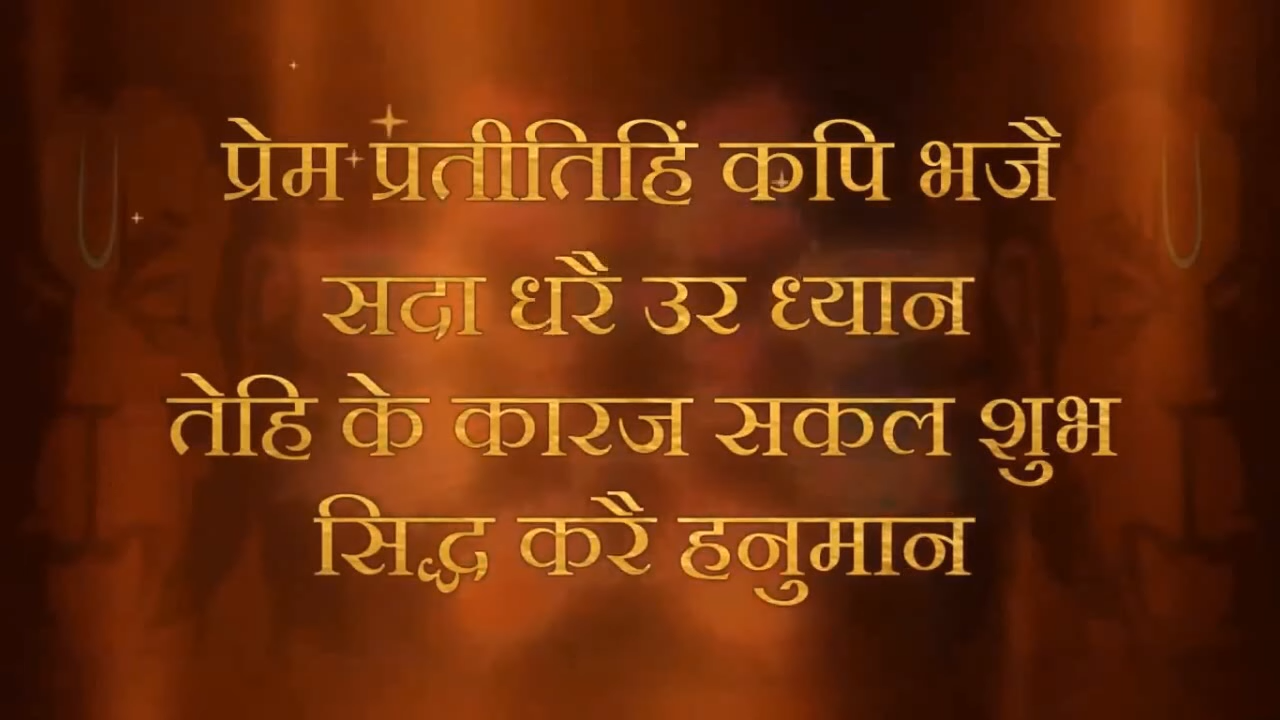 प्रेम प्रतीतिहिं कपि भजै
सदा धरै उर ध्यान
तेहि के कारज सकल शुभ
सिद्ध करै हनुमान